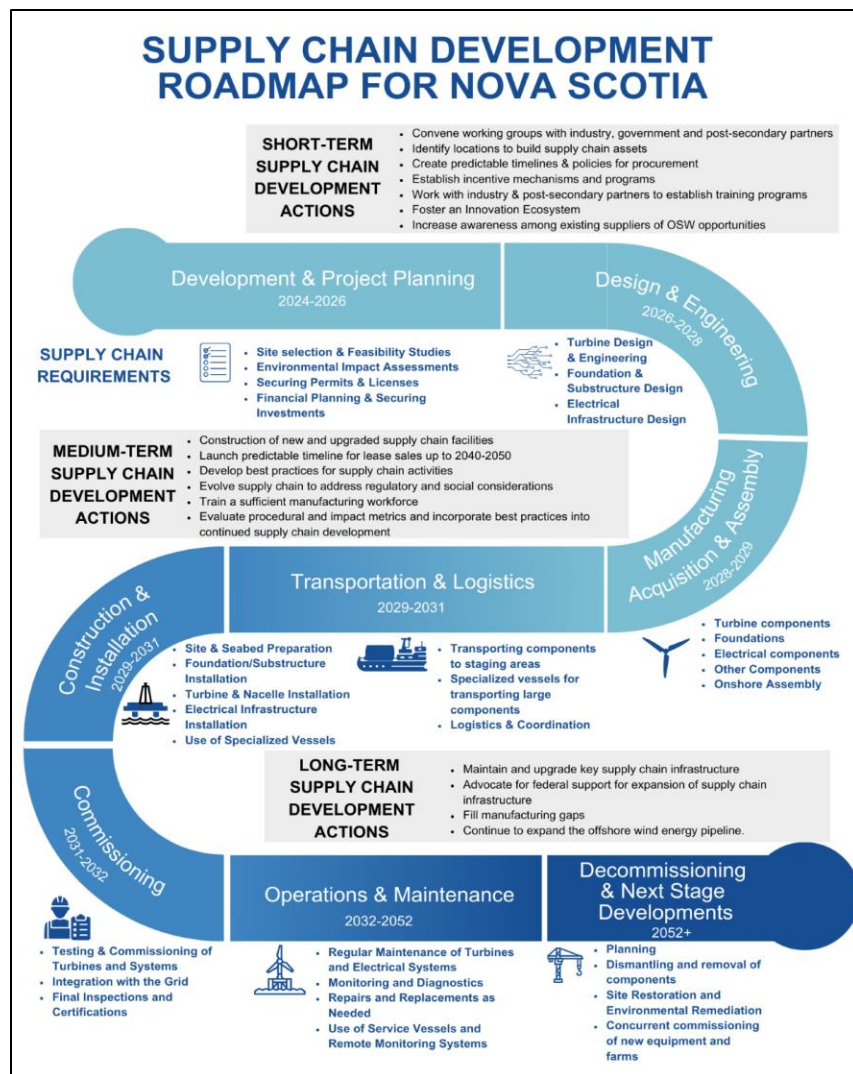 SUPPLY CHAIN DEVELOPMENT
ROADMAP FOR NOVA SCOTIA
SHORT-TERM
SUPPLY CHAIN
DEVELOPMENT
ACTIONS
• Convene working groups with industry, government and post-secondary partners
• Identify locations to build supply chain assets
• Create predictable timelines & policies for procurement
• Establish incentive mechanisms and programs
• Work with industry & post-secondary partners to establish training programs
• Foster an Innovation Ecosystem
• Increase awareness among existing suppliers of OSW opportunities
Development & Project Planning
2024-2026
Design & Engineering
2026-2028
SUPPLY CHAIN
REQUIREMENTS
• Site selection & Feasibility Studies
• Environmental Impact Assessments
• Securing Permits & Licenses
• Financial Planning & Securing
Investments
• Turbine Design
& Engineering
• Foundation &
Substructure Design
• Electrical
Infrastructure Design
MEDIUM-TERM
SUPPLY CHAIN
DEVELOPMENT
ACTIONS
• Construction of new and upgraded supply chain facilities
• Launch predictable timeline for lease sales up to 2040-2050
• Develop best practices for supply chain activities
• Evolve supply chain to address regulatory and social considerations
• Train a sufficient manufacturing workforce
• Evaluate procedural and impact metrics and incorporate best practices into
continued supply chain development
Manufacturing
Acquisition & Assembly
2028-2029
• Turbine components
• Foundations
• Electrical components
• Other Components
• Onshore Assembly
Transportation & Logistics
2029-2031
• Transporting components
to staging areas
• Specialized vessels for
transporting large
components
• Logistics & Coordination
Construction &
Installation
2029-2031
• Site & Seabed Preparation
• Foundation/Substructure
Installation
• Turbine & Nacelle Installation
• Electrical Infrastructure
Installation
• Use of Specialized Vessels
LONG-TERM
SUPPLY CHAIN
DEVELOPMENT
ACTIONS
• Maintain and upgrade key supply chain infrastructure
• Advocate for federal support for expansion of supply chain
infrastructure
• Fill manufacturing gaps
• Continue to expand the offshore wind energy pipeline.
Commissioning
2031-2032
• Testing & Commissioning of
Turbines and Systems
• Integration with the Grid
• Final Inspections and
Certifications
Operations & Maintenance
2032-2052
• Regular Maintenance of Turbines
and Electrical Systems
• Monitoring and Diagnostics
• Repairs and Replacements as
Needed
• Use of Service Vessels and
Remote Monitoring Systems
Decommissioning
& Next Stage
Developments
2052+
• Planning
• Dismantling and removal of
components
• Site Restoration and
Environmental Remediation
• Concurrent commissioning
of new equipment and
farms